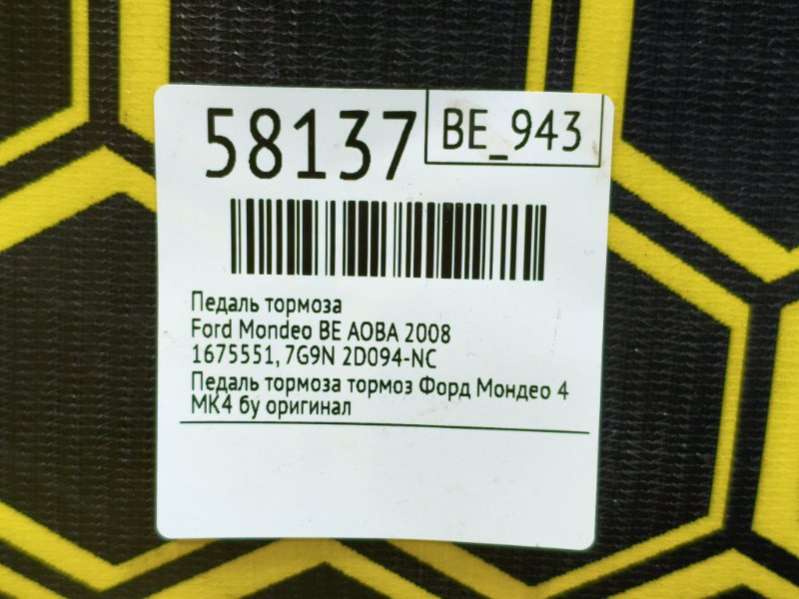 58137 BE_943
Педаль тормоза
Ford Mondeo BE AOBA 2008
1675551, 7G9N 2D094-NC
Педаль тормоза тормоз Форд Мондео 4
МК4 бу оригинал